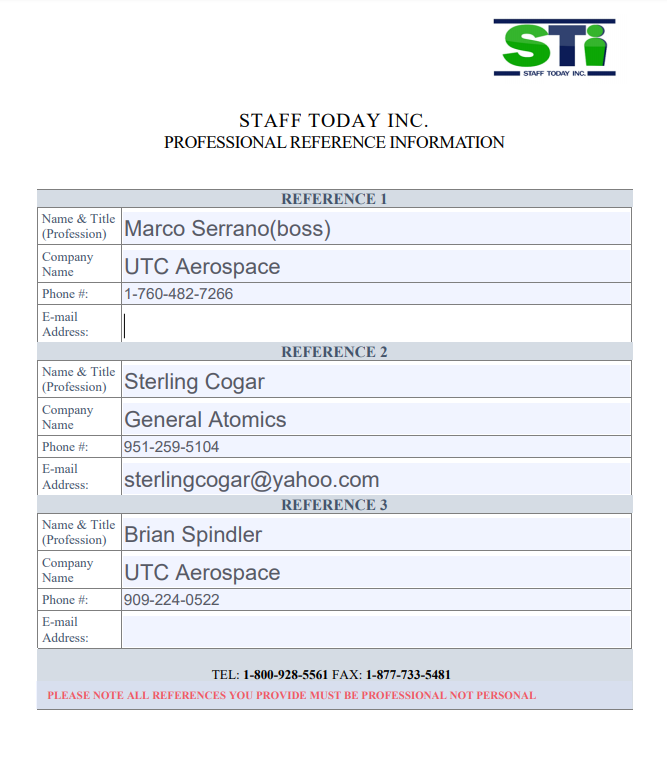 STi
STAFF TODAY INC.
STAFF TODAY INC.
PROFESSIONAL REFERENCE INFORMATION
REFERENCE 1
Name & Title
(Profession)
Marco Serrano(boss)
Company
Name
UTC Aerospace
Phone #:
1-760-482-7266
E-mail
Address:
REFERENCE 2
Name & Title
(Profession)
Sterling Cogar
Company
Name
General Atomics
Phone #:
951-259-5104
E-mail
Address:
sterlingcogar@yahoo.com
REFERENCE 3
Name & Title
(Profession)
Brian Spindler
Company
Name
UTC Aerospace
Phone #:
909-224-0522
E-mail
Address:
TEL: 1-800-928-5561 FAX: 1-877-733-5481
PLEASE NOTE ALL REFERENCES YOU PROVIDE MUST BE PROFESSIONAL NOT PERSONAL